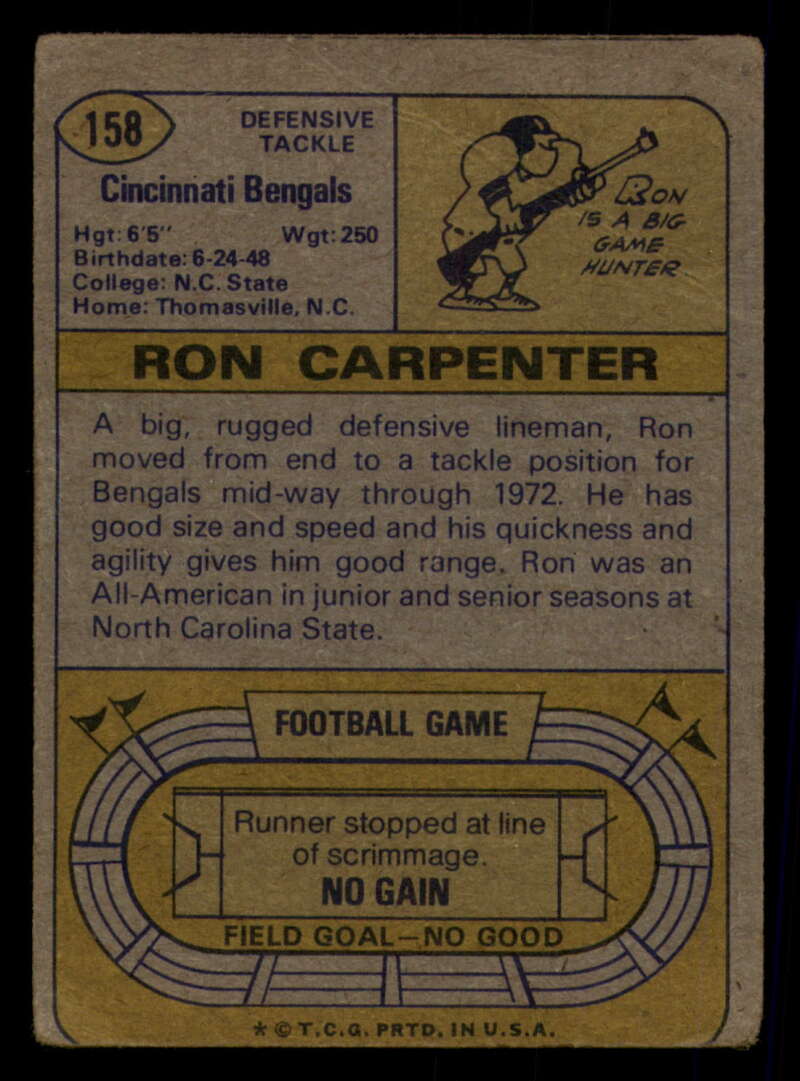 158
DEFENSIVE
TACKLE
Cincinnati Bengals
Hgt: 6'5" Wgt: 250
Birthdate: 6-24-48
College: N.C. State
Home: Thomasville, N.C.
RON
IS A BIG
GAME
HUNTER
RON CARPENTER
A big, rugged defensive lineman, Ron
moved from end to a tackle position for
Bengals mid-way through 1972. He has
good size and speed and his quickness and
agility gives him good range. Ron was an
All-American in junior and senior seasons at
North Carolina State.
FOOTBALL GAME
Runner stopped at line
of scrimmage.
NO GAIN
FIELD GOAL—NO GOOD
* © T.C.G. PRTD. IN U.S.A.